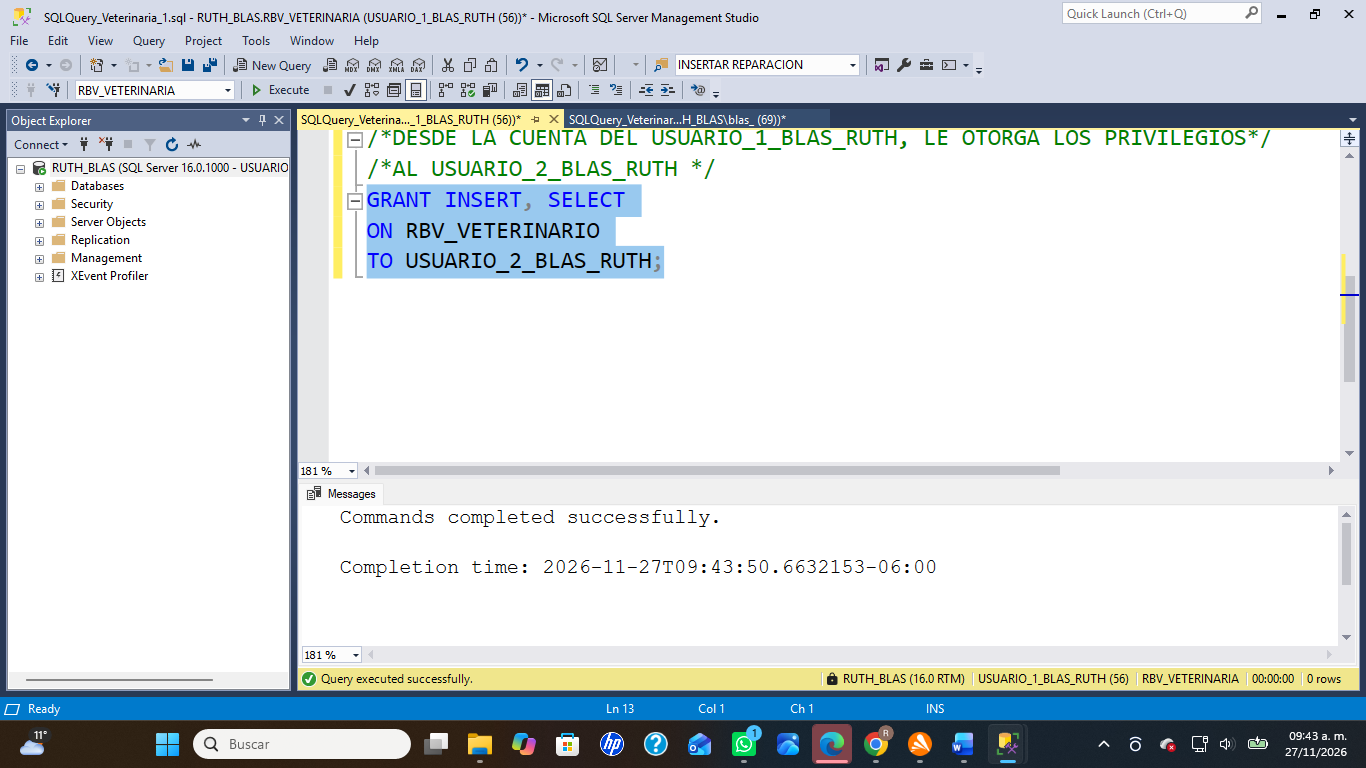 SQLQuery_Veterinaria_1.sql - RUTH_BLAS.RBV_VETERINARIA (USUARIO_1_BLAS_RUTH (56))* - Microsoft SQL Server Management Studio
Quick Launch (Ctrl+Q)
File Edit View Query Project Tools Window Help
New Query MDX DMX XMLA DAX INSERTAR REPARACION
RBV_VETERINARIA Execute
Object Explorer
Connect
RUTH_BLAS (SQL Server 16.0.1000 - USUARIO
Databases
Security
Server Objects
Replication
Management
XEvent Profiler
SQLQuery_Veterina..._1_BLAS_RUTH (56))* SQLQuery_Veterinar...H_BLAS\blas_ (69))*
/*DESDE LA CUENTA DEL USUARIO_1_BLAS_RUTH, LE OTORGA LOS PRIVILEGIOS*/
/*AL USUARIO_2_BLAS_RUTH */
GRANT INSERT, SELECT
ON RBV_VETERINARIO
TO USUARIO_2_BLAS_RUTH;
181 %
Messages
Commands completed successfully.
Completion time: 2026-11-27T09:43:50.6632153-06:00
181 %
Query executed successfully. RUTH_BLAS (16.0 RTM) USUARIO_1_BLAS_RUTH (56) RBV_VETERINARIA 00:00:00 0 rows
Ready Ln 13 Col 1 Ch 1 INS
11° Buscar hp 1 R 09:43 a. m.
27/11/2026